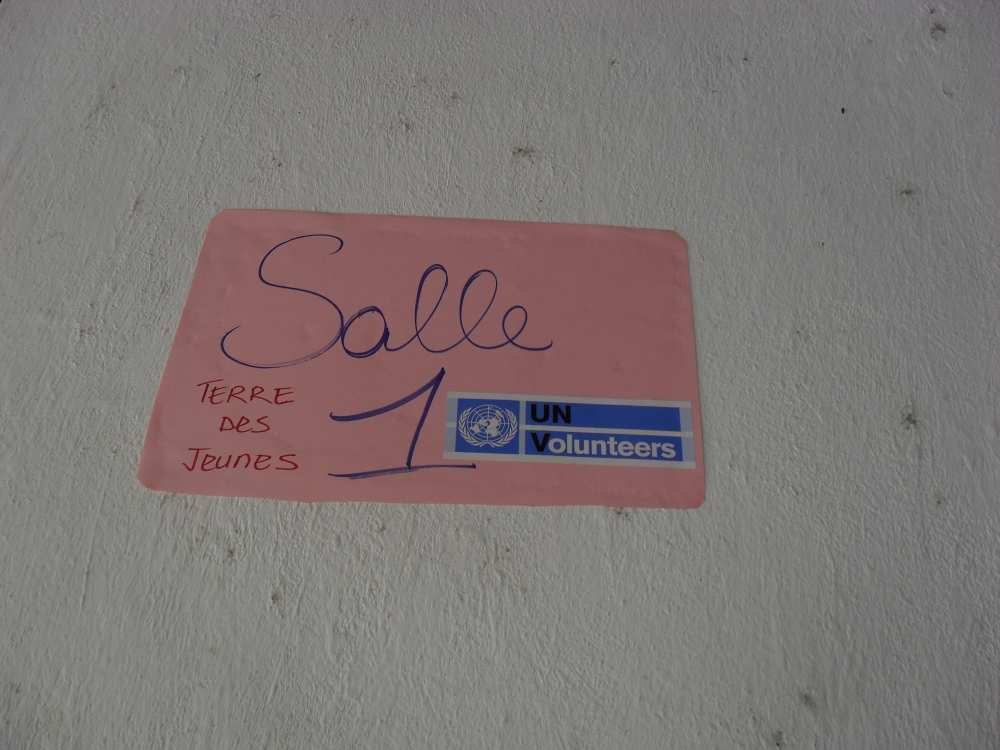 Salle
1
TERRE
DES
JEUNES
UN
Volunteers